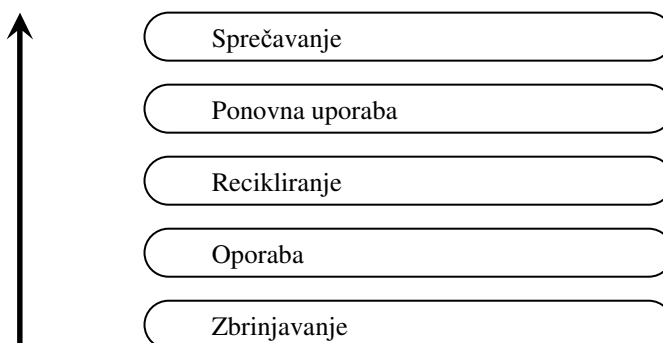 Sprečavanje
Ponovna uporaba
Recikliranje
Oporaba
Zbrinjavanje